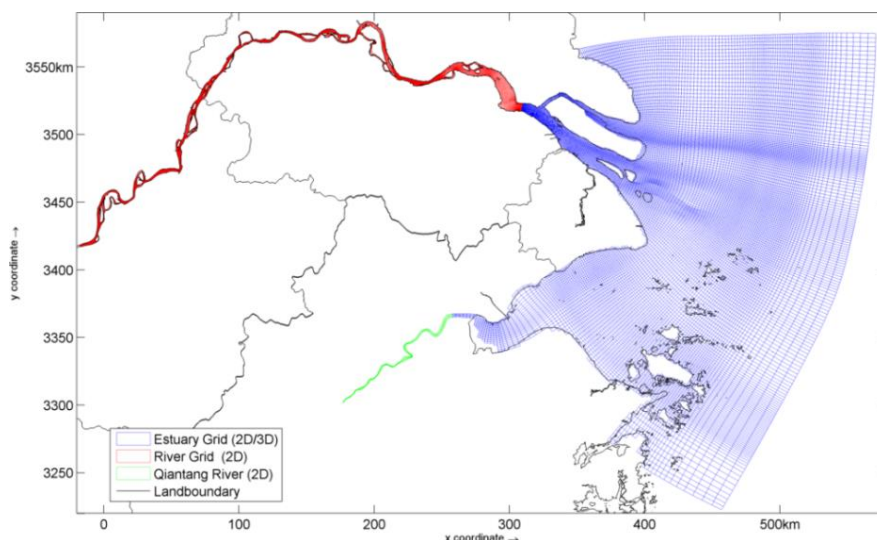 3550km
3500
3450
3400
3350
3300
3250
y coordinate →
Estuary Grid (2D/3D)
River Grid (2D)
Qiantang River (2D)
Landboundary
0 100 200 300 400 500km
x coordinate →